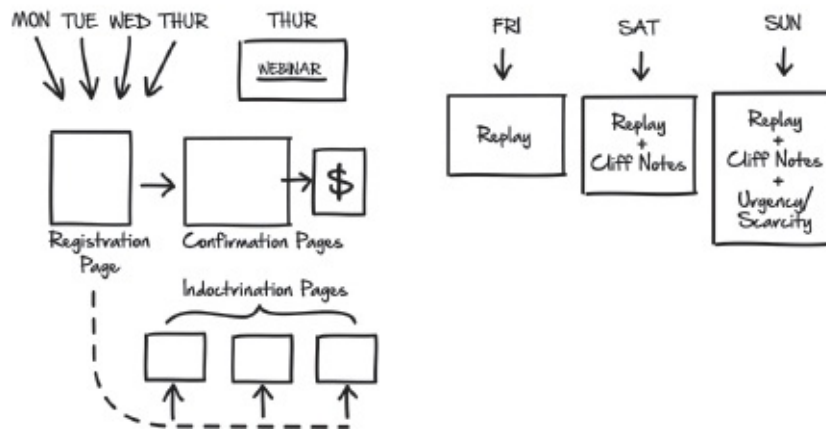 MON TUE WED THUR
THUR
WEBINAR
FRI
SAT
SUN
Replay
Replay
+
Cliff Notes
Replay
+
Cliff Notes
+
Urgency/
Scarcity
$
Registration
Page
Confirmation Pages
Indoctrination Pages